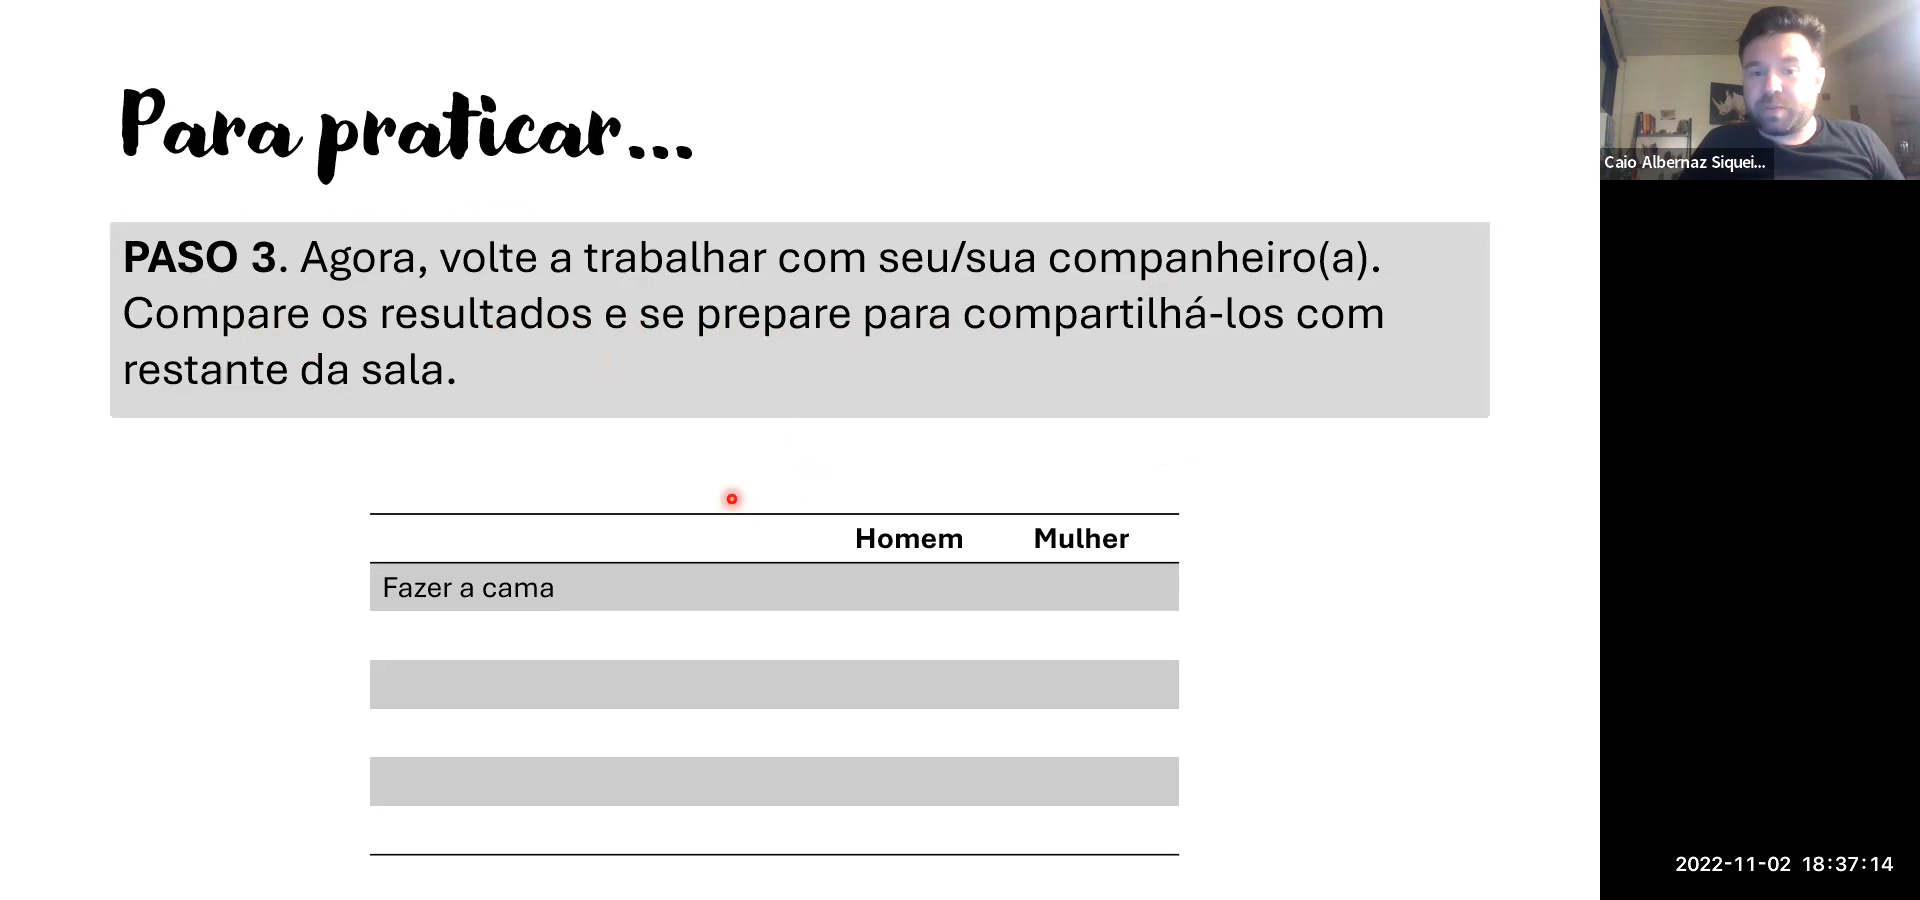 Para praticar...
PASO 3. Agora, volte a trabalhar com seu/sua companheiro(a).
Compare os resultados e se prepare para compartilhá-los com
restante da sala.
Homem Mulher
Fazer a cama
Caio Albernaz Siquei...
2022-11-02 18:37:14